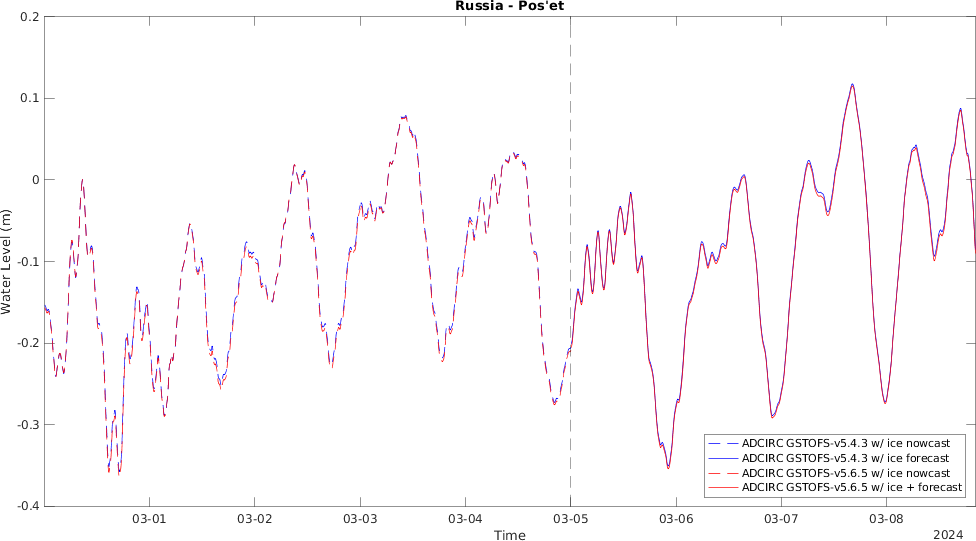 Russia - Pos'et
Water Level (m)
0.2
0.1
0
-0.1
-0.2
-0.3
-0.4
ADCIRC GSTOFS-v5.4.3 w/ ice nowcast
ADCIRC GSTOFS-v5.4.3 w/ ice forecast
ADCIRC GSTOFS-v5.6.5 w/ ice nowcast
ADCIRC GSTOFS-v5.6.5 w/ ice + forecast
03-01 03-02 03-03 03-04 03-05 03-06 03-07 03-08
Time
2024